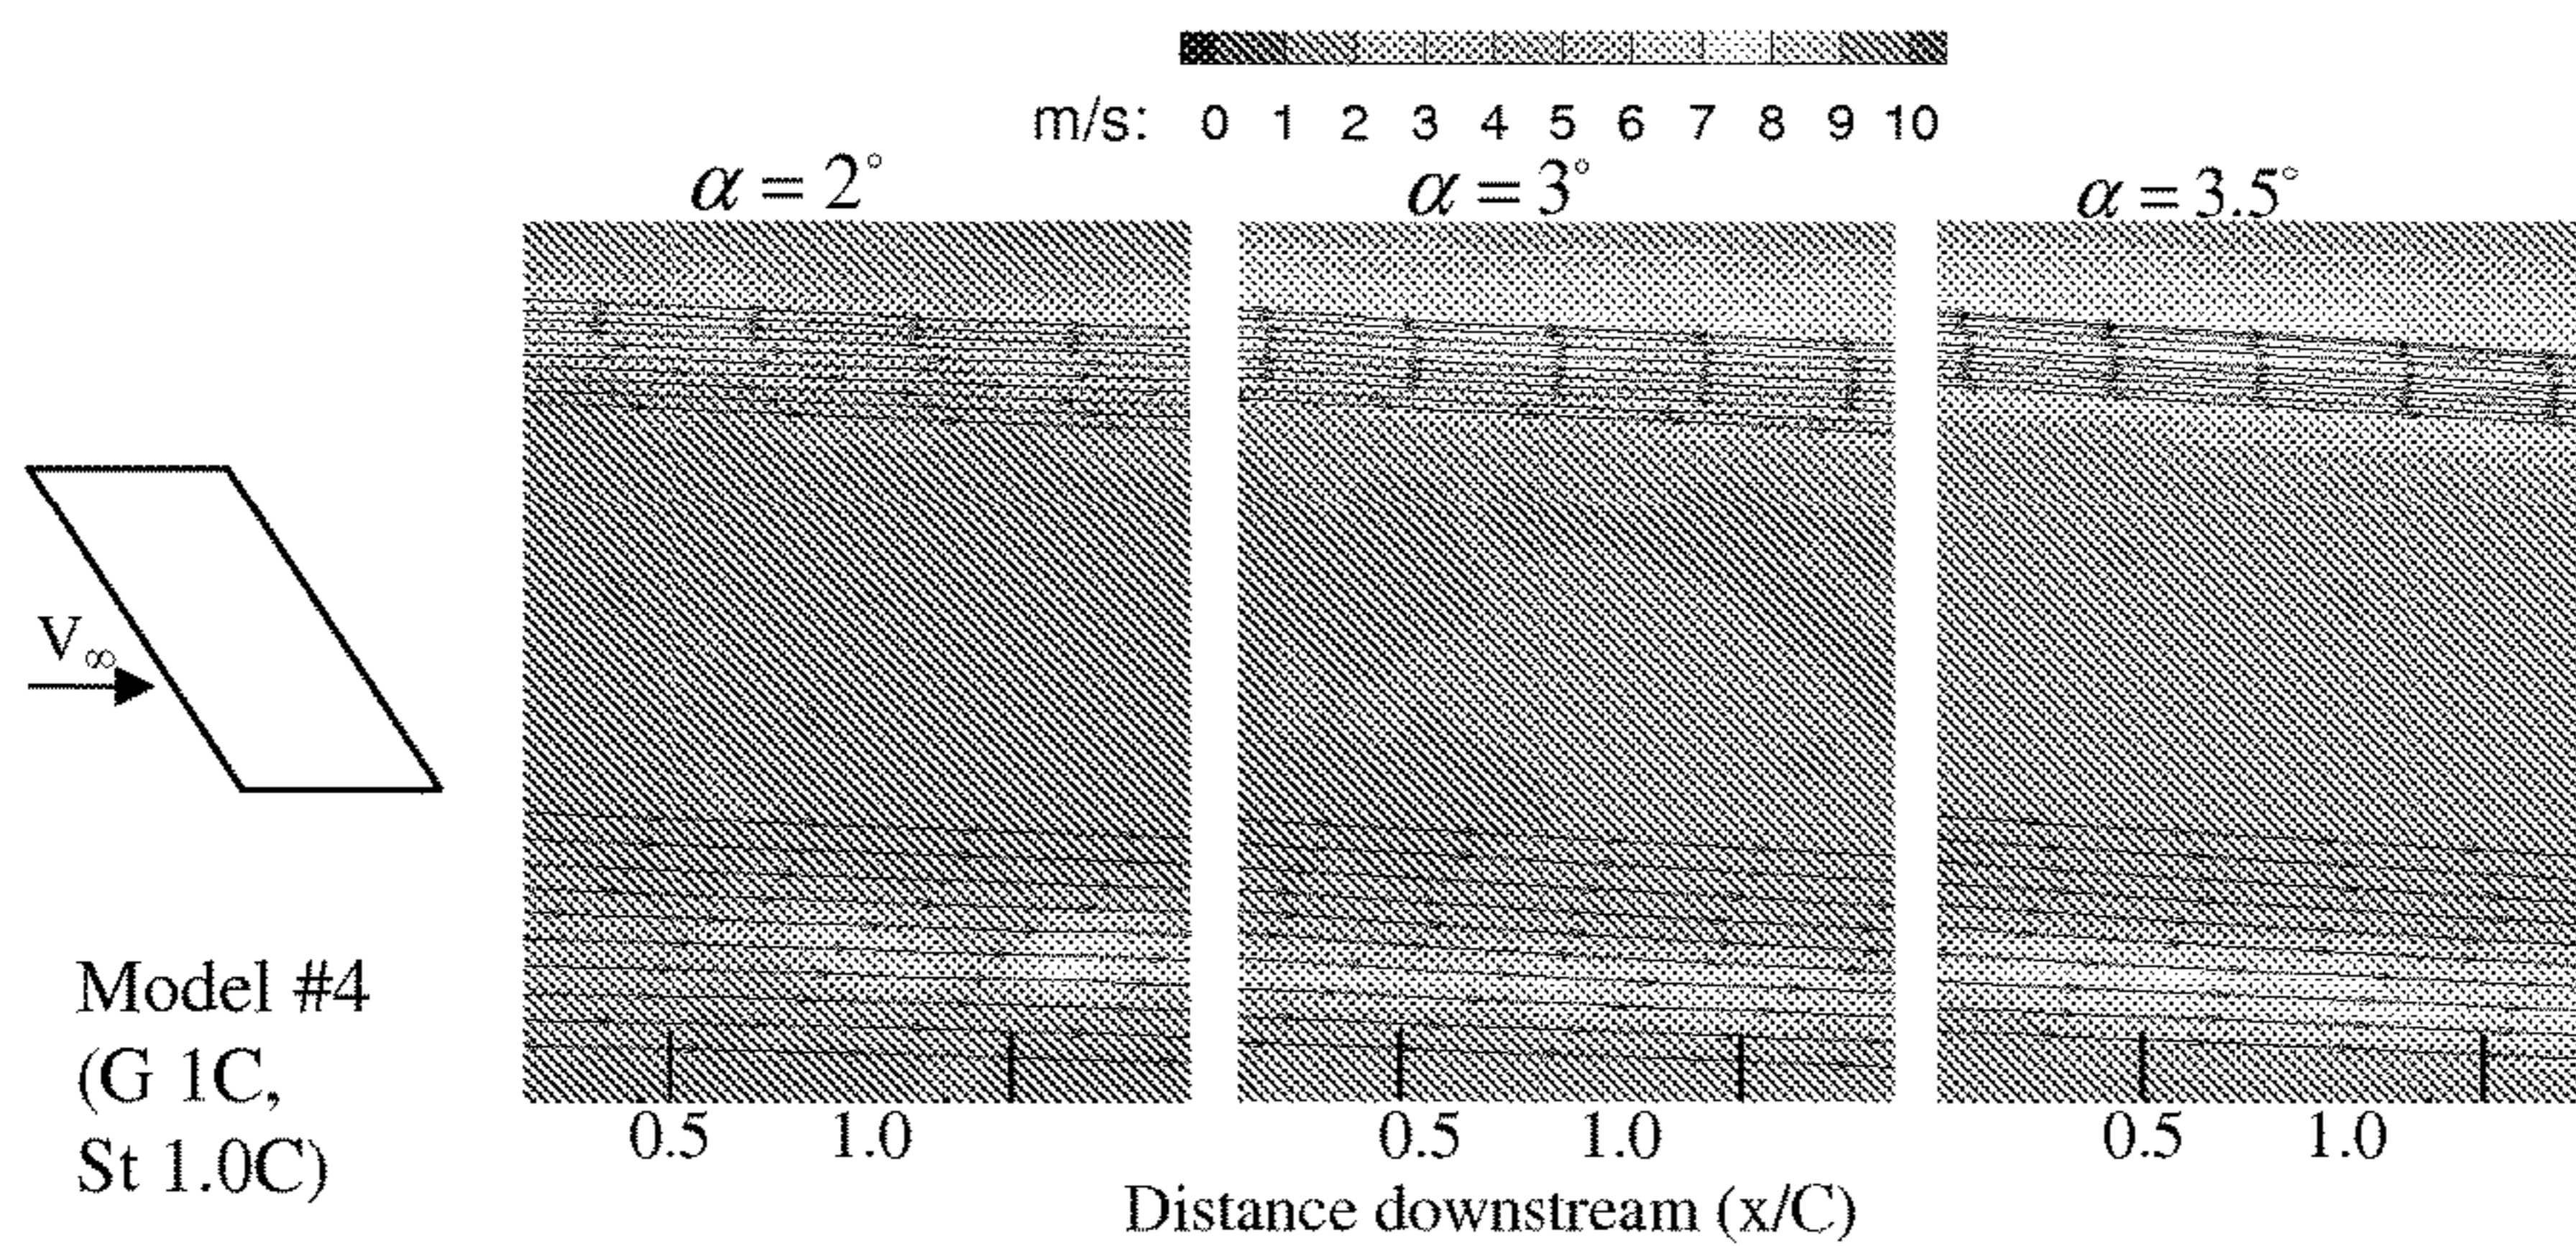 m/s: 0 1 2 3 4 5 6 7 8 9 10
α = 2° α = 3° α = 3.5°
V∞
Model #4
(G 1C,
St 1.0C)
0.5 1.0 0.5 1.0 0.5 1.0
Distance downstream (x/C)